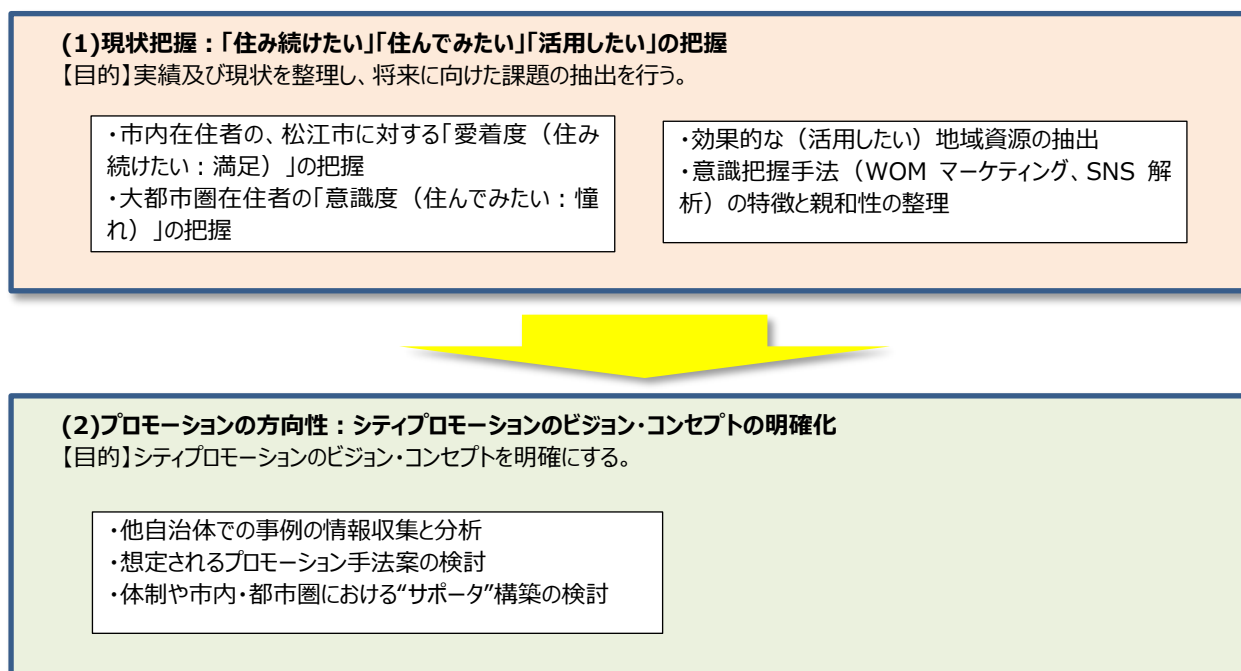 (1)現状把握：「住み続けたい」「住んでみたい」「活用したい」の把握
【目的】実績及び現状を整理し、将来に向けた課題の抽出を行う。
・市内在住者の、松江市に対する「愛着度（住み
続けたい：満足）」の把握
・大都市圏在住者の「意識度（住んでみたい：憧
れ）」の把握
・効果的な（活用したい）地域資源の抽出
・意識把握手法（WOM マーケティング、SNS 解
析）の特徴と親和性の整理
(2)プロモーションの方向性：シティプロモーションのビジョン・コンセプトの明確化
【目的】シティプロモーションのビジョン・コンセプトを明確にする。
・他自治体での事例の情報収集と分析
・想定されるプロモーション手法案の検討
・体制や市内・都市圏における“サポータ”構築の検討